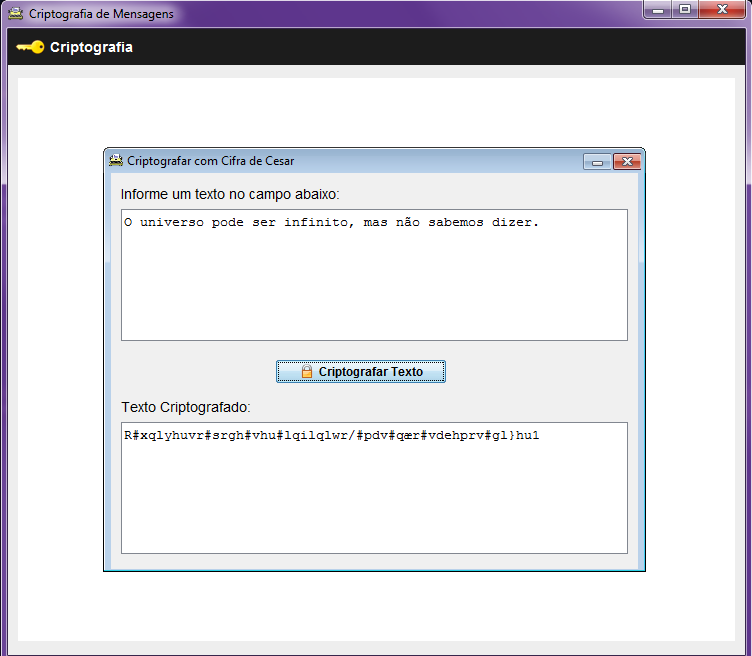 Criptografia de Mensagens
Criptografia
Criptografar com Cifra de Cesar
Informe um texto no campo abaixo:
O universo pode ser infinito, mas não sabemos dizer.
Criptografar Texto
Texto Criptografado:
R#xqlyhuvr#srgh#vhu#lqilqlwr/#pdv#qær#vdehprv#gl}hu1